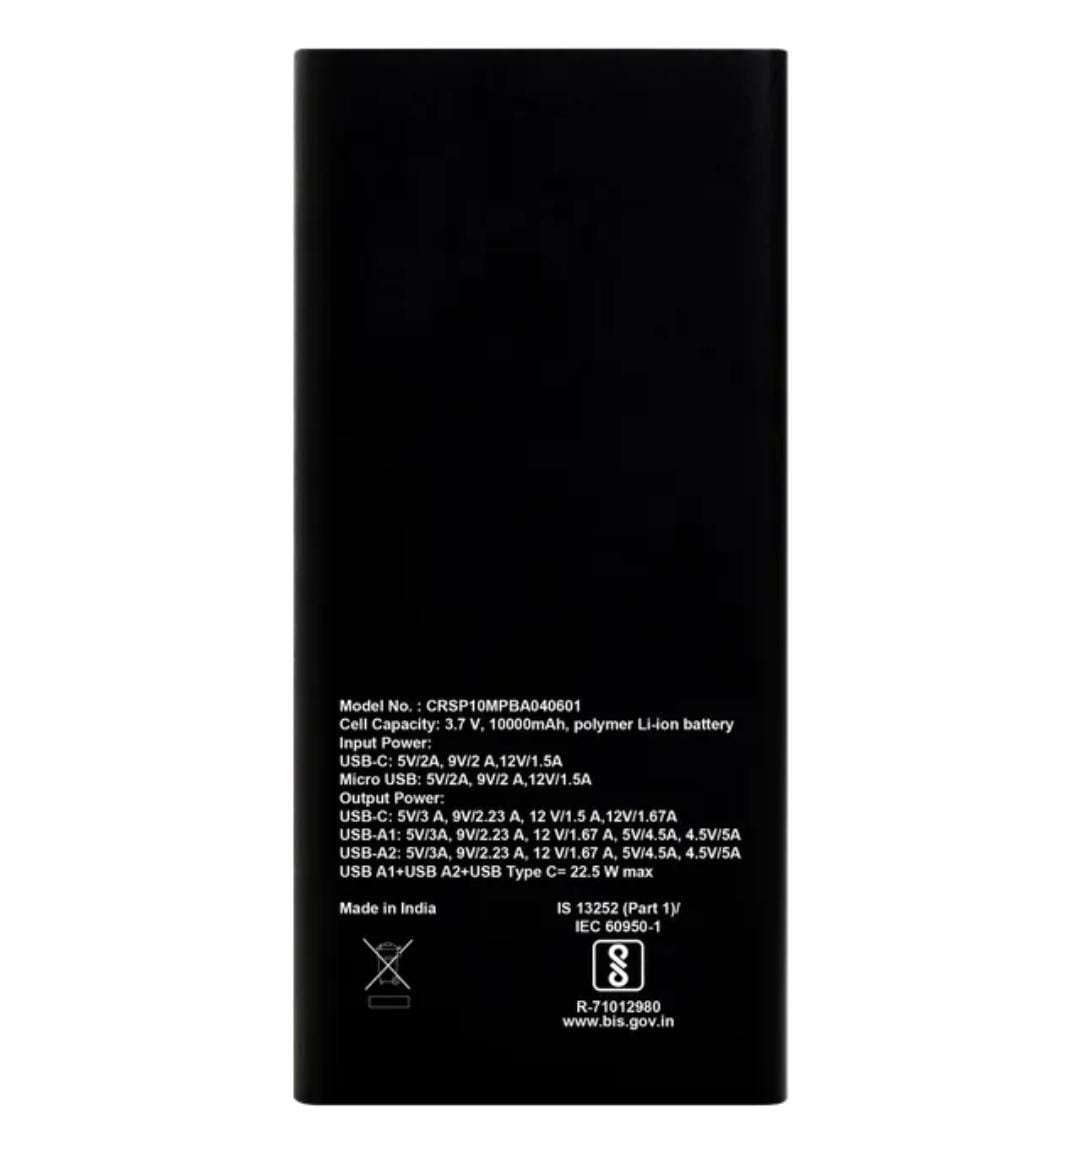 Model No. : CRSP10MPBA040601
Cell Capacity: 3.7 V, 10000mAh, polymer Li-ion battery
Input Power:
USB-C: 5V/2A, 9V/2 A,12V/1.5A
Micro USB: 5V/2A, 9V/2 A,12V/1.5A
Output Power:
USB-C: 5V/3 A, 9V/2.23 A, 12 V/1.5 A,12V/1.67A
USB-A1: 5V/3A, 9V/2.23 A, 12 V/1.67 A, 5V/4.5A, 4.5V/5A
USB-A2: 5V/3A, 9V/2.23 A, 12 V/1.67 A, 5V/4.5A, 4.5V/5A
USB A1+USB A2+USB Type C= 22.5 W max
Made in India
IS 13252 (Part 1)/
IEC 60950-1
R-71012980
www.bis.gov.in